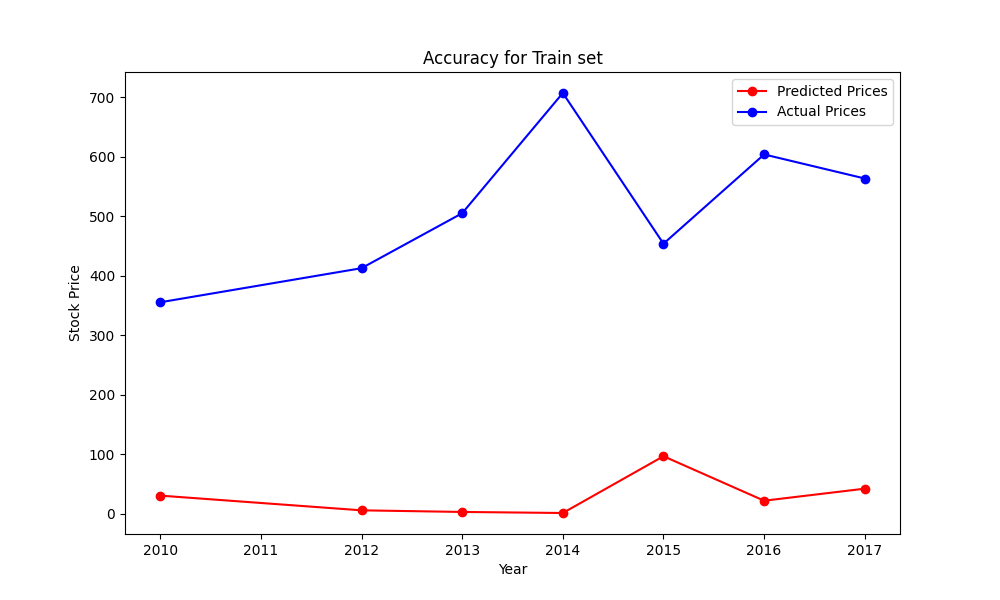 Accuracy for Train set
Predicted Prices
Actual Prices
Stock Price
700
600
500
400
300
200
100
0
2010 2011 2012 2013 2014 2015 2016 2017
Year